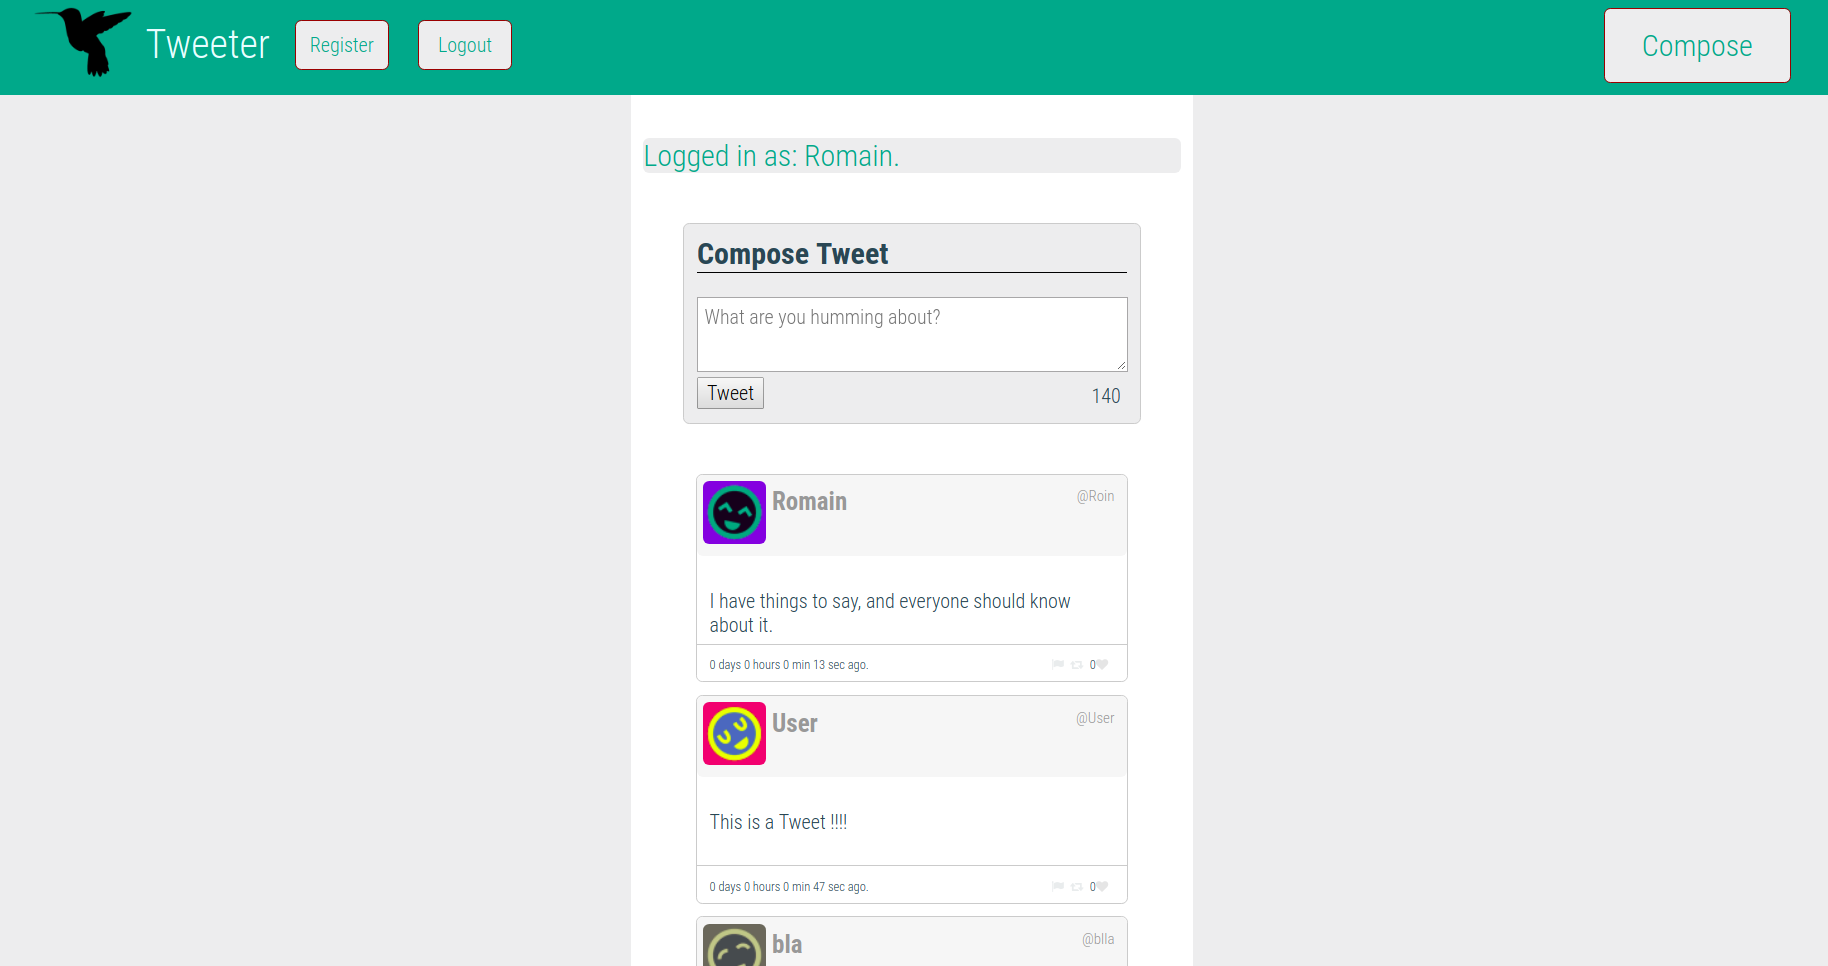 Tweeter
Register
Logout
Compose
Logged in as: Romain.
Compose Tweet
What are you humming about?
Tweet
140
Romain
@Roin
I have things to say, and everyone should know
about it.
0 days 0 hours 0 min 13 sec ago.
0
User
@User
This is a Tweet !!!!
0 days 0 hours 0 min 47 sec ago.
0
bla
@blla